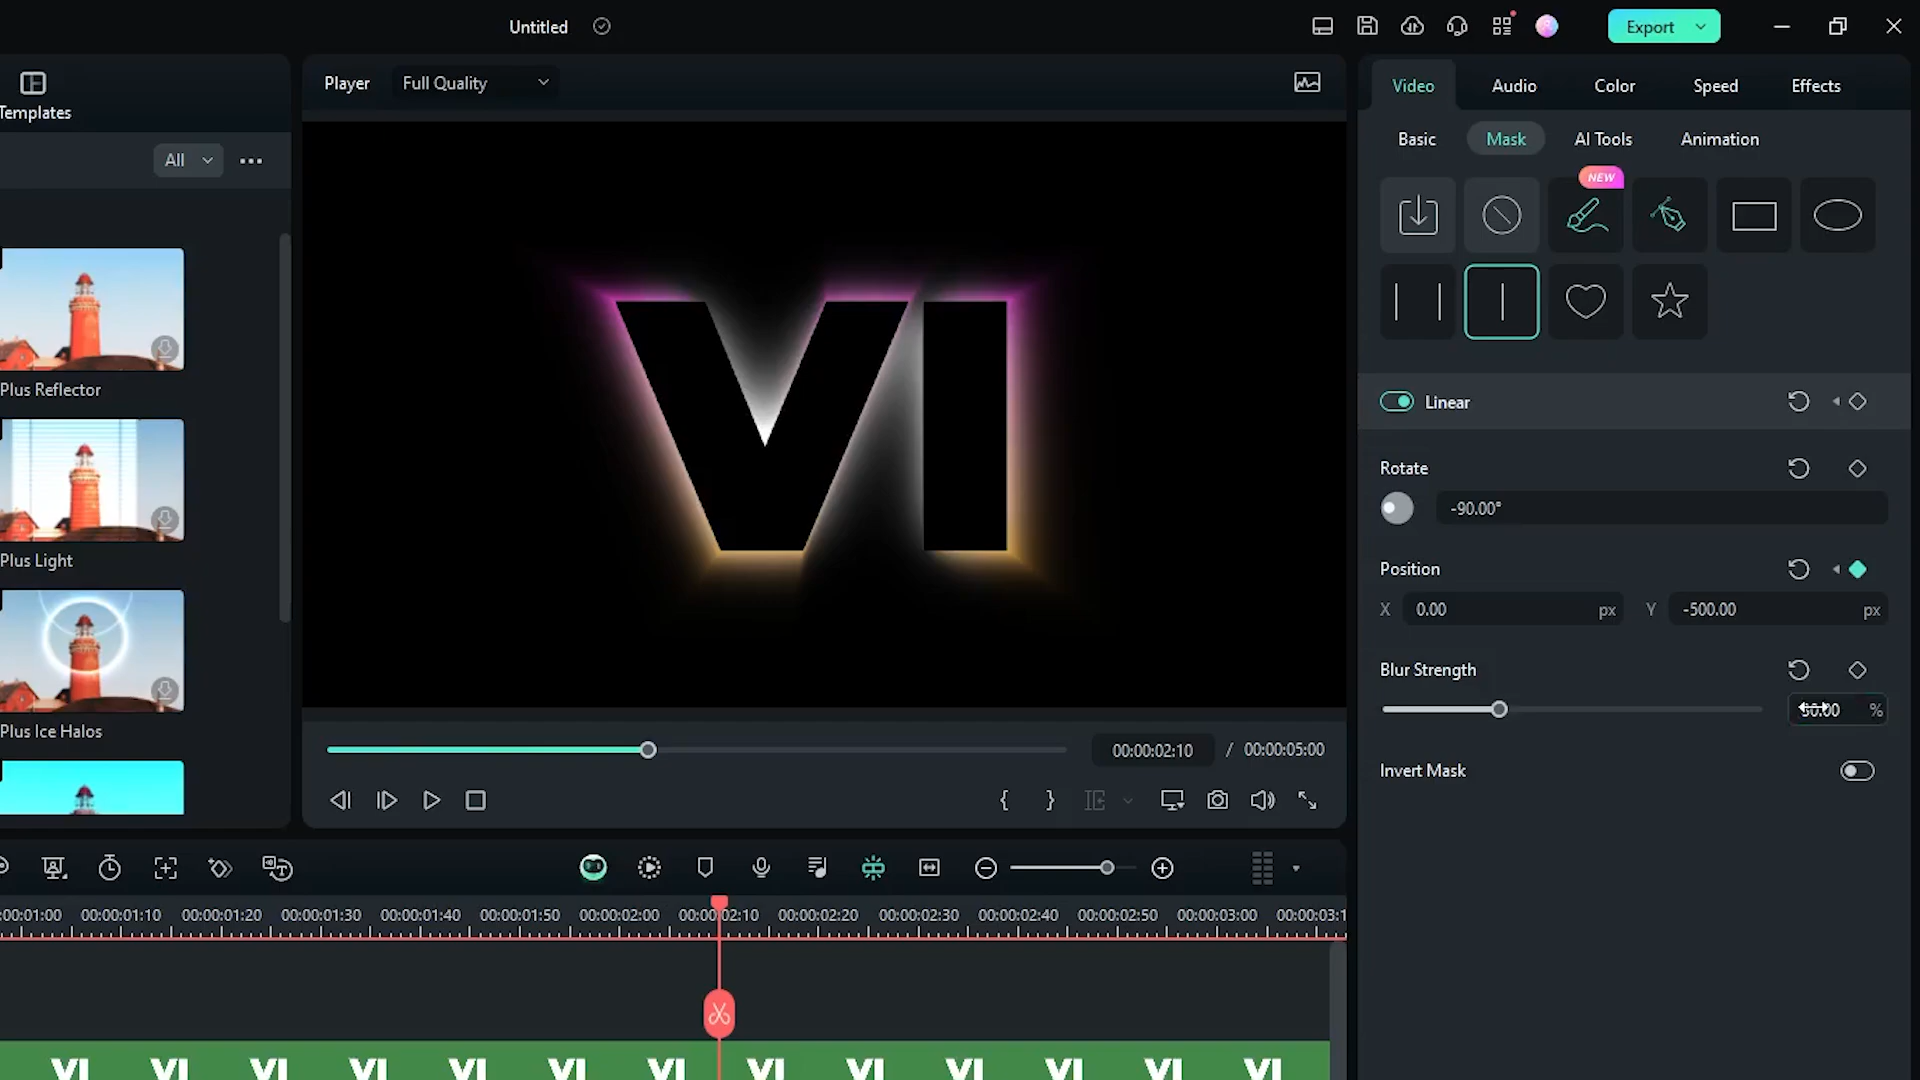 Untitled
Export
Templates
Player
Full Quality
Video
Audio
Color
Speed
Effects
Basic
Mask
AI Tools
Animation
NEW
All
VI
Plus Reflector
Plus Light
Plus Ice Halos
Linear
Rotate
-90.00°
Position
X 0.00 px Y -500.00 px
Blur Strength
%
Invert Mask
00:00:02:10 / 00:00:05:00
:00:01:00 00:00:01:10 00:00:01:20 00:00:01:30 00:00:01:40 00:00:01:50 00:00:02:00 00:00:02:10 00:00:02:20 00:00:02:30 00:00:02:40 00:00:02:50 00:00:03:00 00:00:03:1
VI VI VI VI VI VI VI VI VI VI VI VI VI